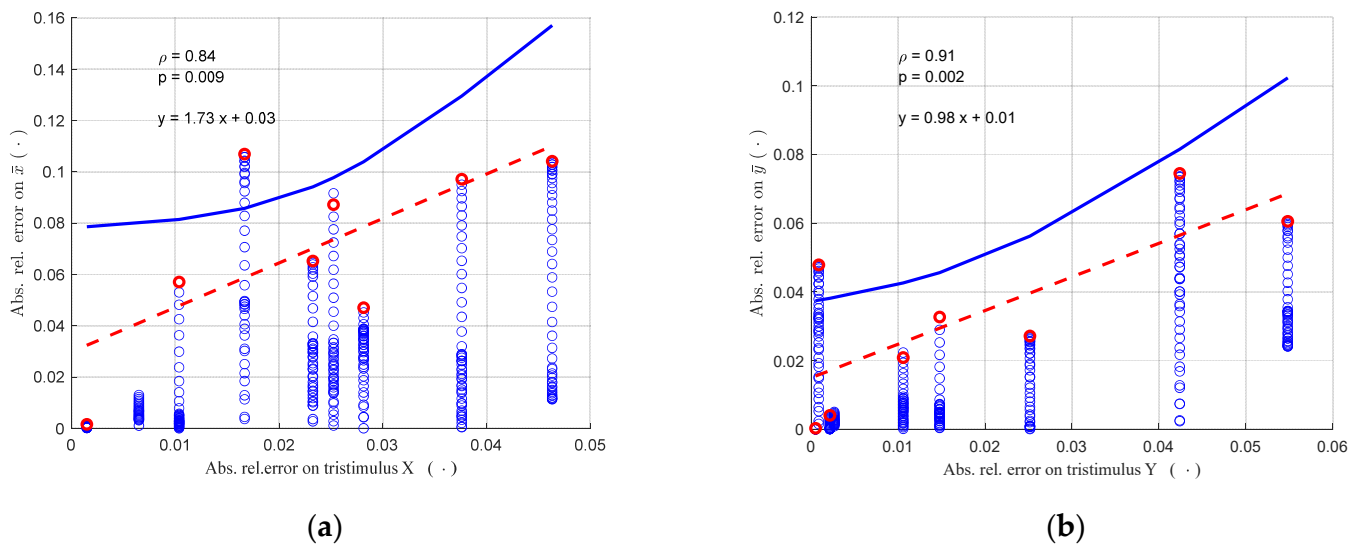 0.16
0.14
0.12
0.1
0.08
0.06
0.04
0.02
0
Abs. rel. error on x̄ ( · )
ρ = 0.84
p = 0.009
y = 1.73 x + 0.03
0 0.01 0.02 0.03 0.04 0.05
Abs. rel.error on tristimulus X ( · )
(a)
0.12
0.1
0.08
0.06
0.04
0.02
0
Abs. rel. error on ȳ ( · )
ρ = 0.91
p = 0.002
y = 0.98 x + 0.01
0 0.01 0.02 0.03 0.04 0.05 0.06
Abs. rel. error on tristimulus Y ( · )
(b)